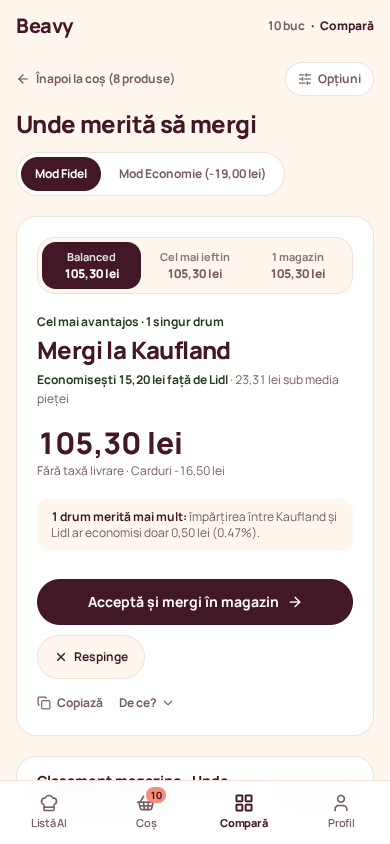 Beavy
10 buc · Compară
Înapoi la coș (8 produse)
Opțiuni
Unde merită să mergi
Mod Fidel
Mod Economie (-19,00 lei)
Balanced
105,30 lei
Cel mai ieftin
105,30 lei
1 magazin
105,30 lei
Cel mai avantajos · 1 singur drum
Mergi la Kaufland
Economisești 15,20 lei față de Lidl · 23,31 lei sub media
pieței
105,30 lei
Fără taxă livrare · Carduri -16,50 lei
1 drum merită mai mult: împărțirea între Kaufland și
Lidl ar economisi doar 0,50 lei (0.47%).
Acceptă și mergi în magazin
Respinge
Copiază
De ce?
10
Listă AI
Coș
Compară
Profil